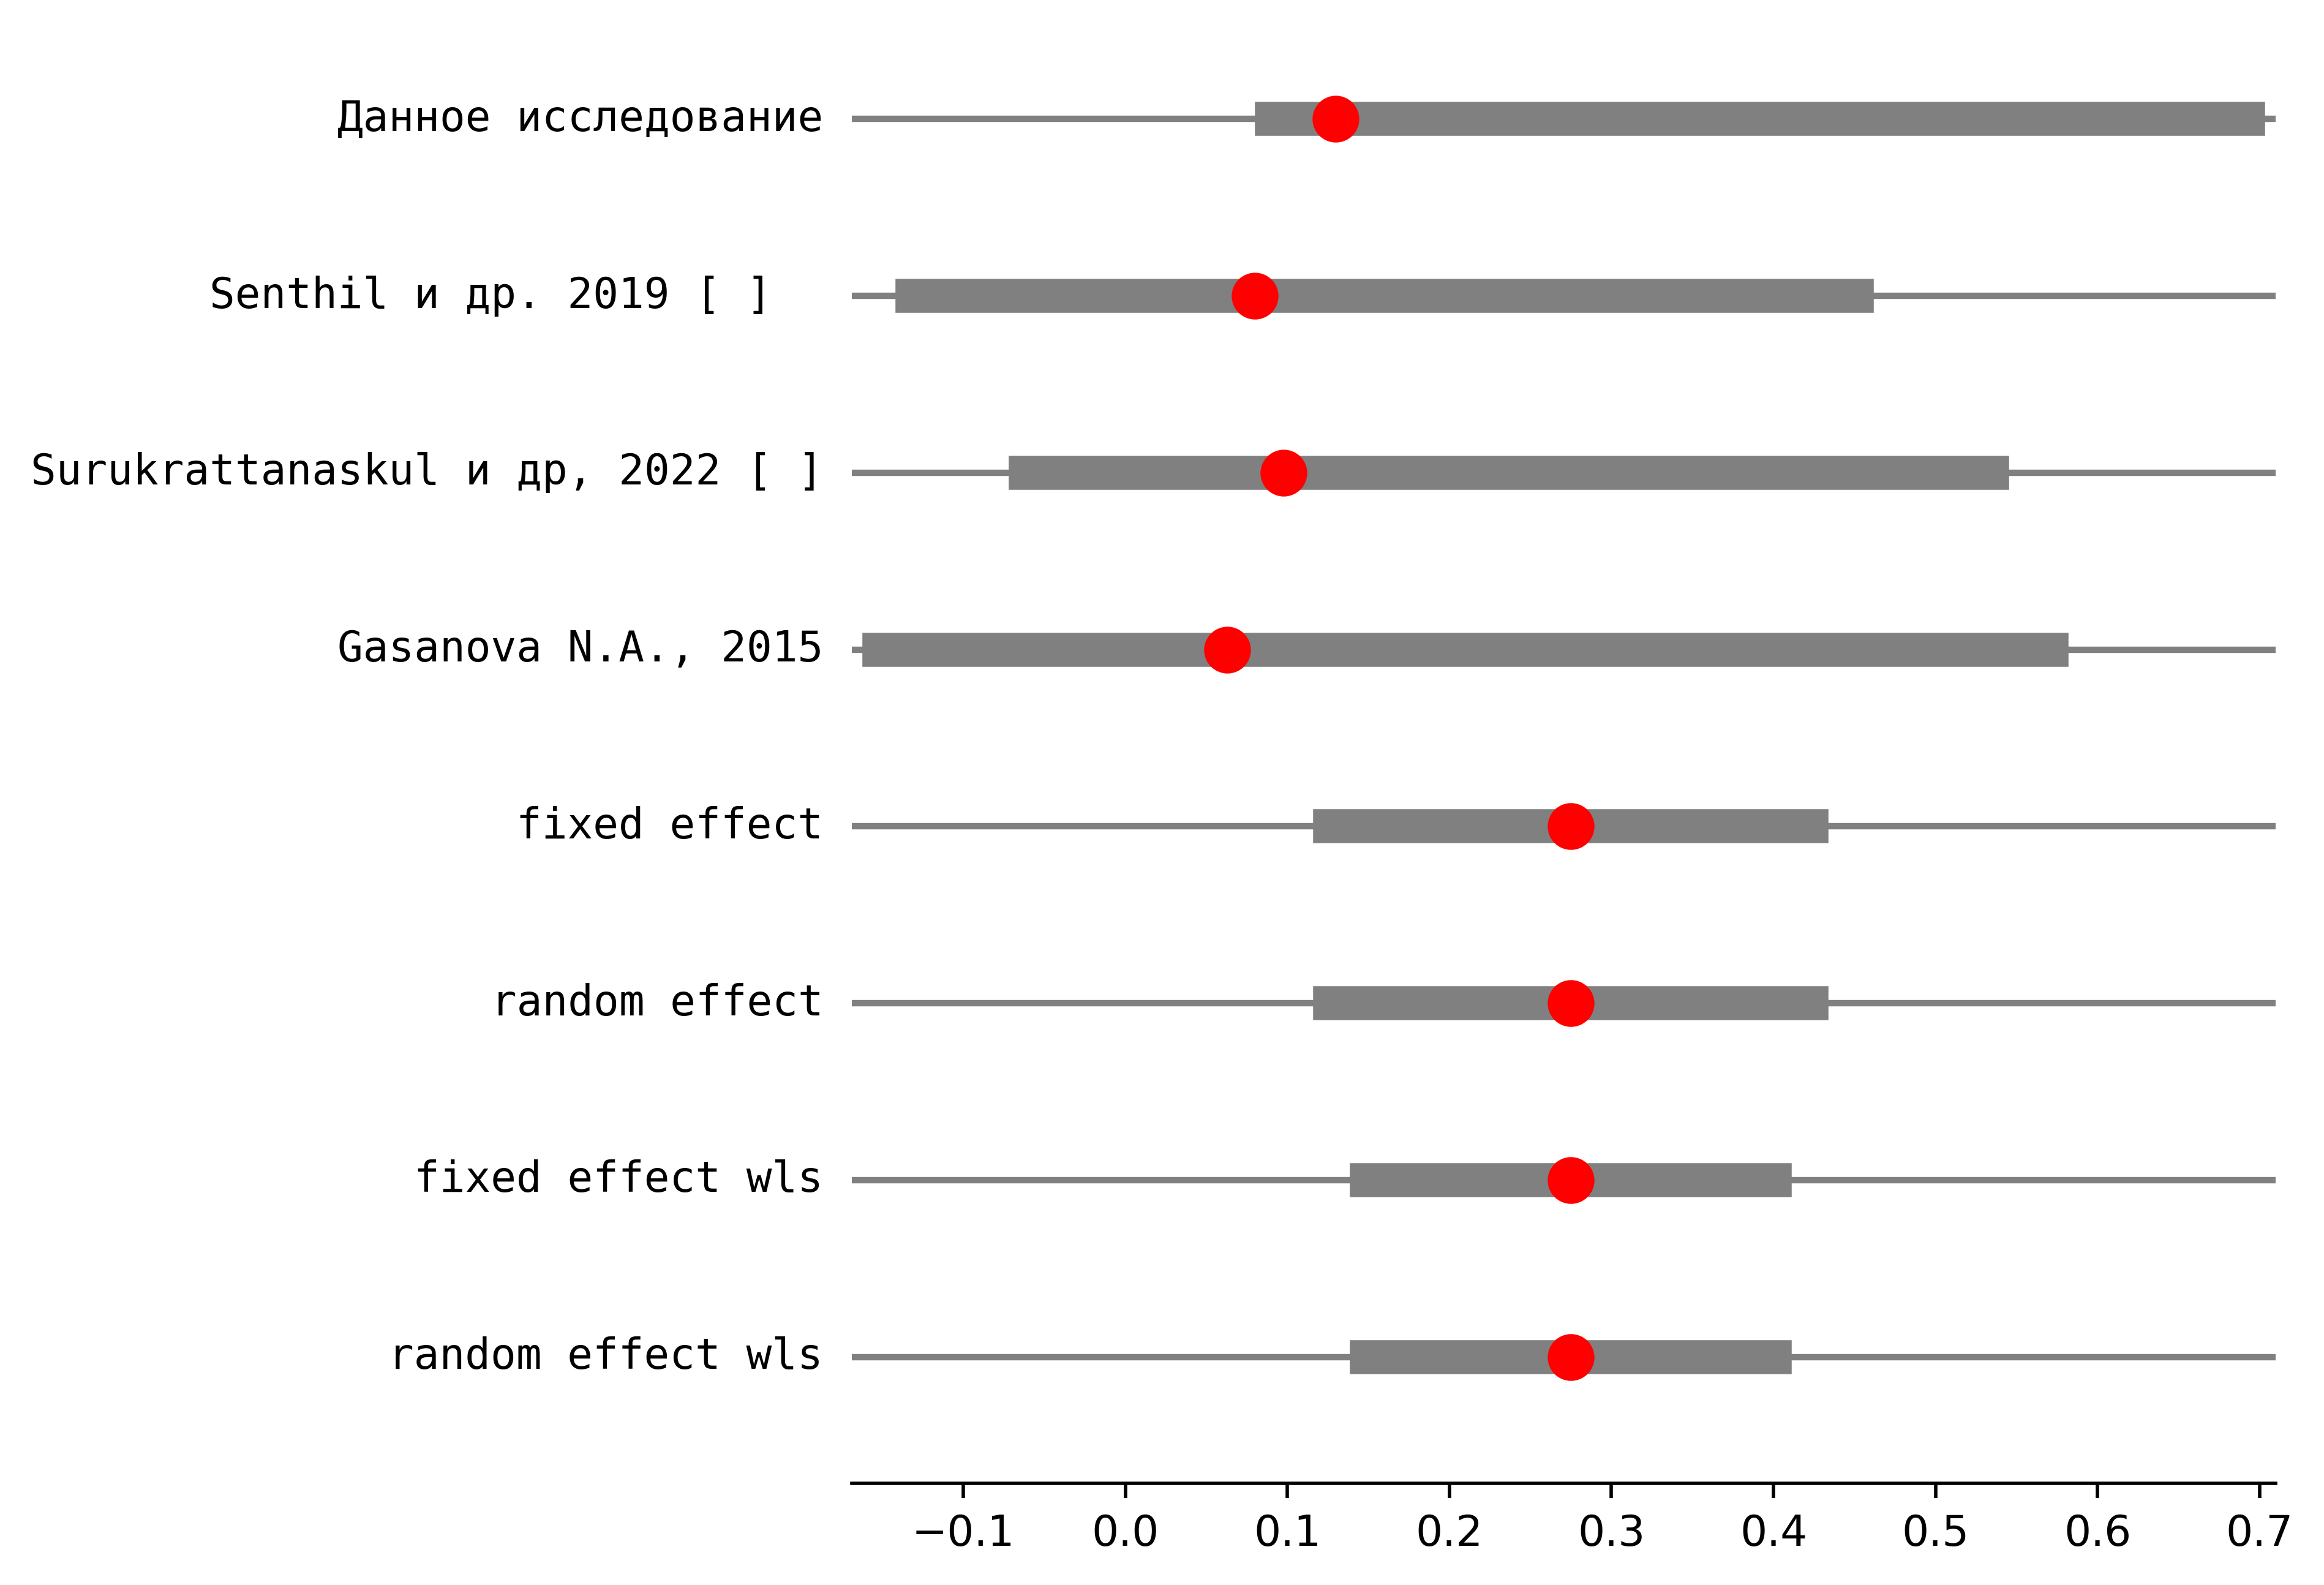 Данное исследование
Senthil и др. 2019 [ ]
Surukrattanaskul и др, 2022 [ ]
Gasanova N.A., 2015
fixed effect
random effect
fixed effect wls
random effect wls
−0.1 0.0 0.1 0.2 0.3 0.4 0.5 0.6 0.7